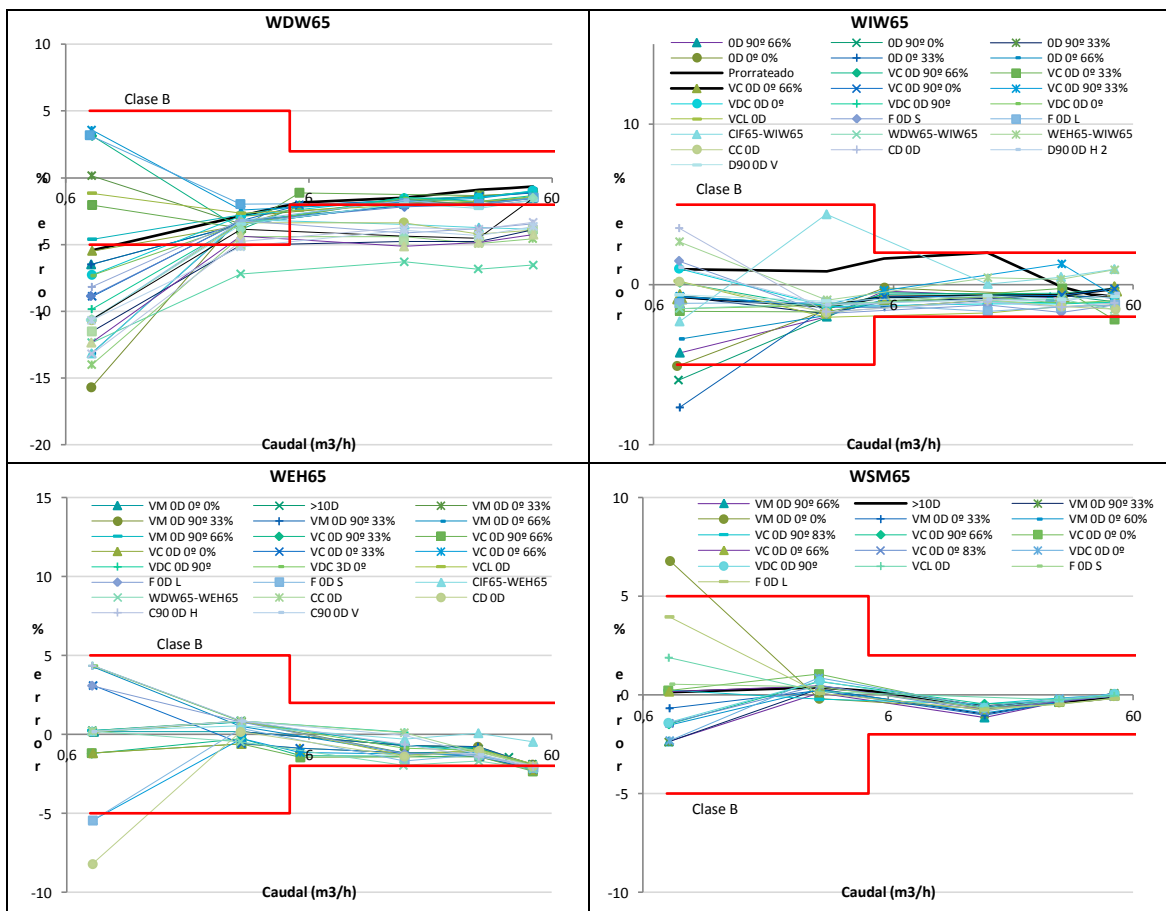 WDW65
10
5
0
-5
-10
-15
-20
0,6
6
60
Clase B
%
e
r
r
o
r
Caudal (m3/h)
WIW65
0D 90º 66%
0D 90º 0%
0D 90º 33%
0D 0º 0%
0D 0º 33%
0D 0º 66%
Prorrateado
VC 0D 90º 66%
VC 0D 0º 33%
VC 0D 0º 66%
VC 0D 90º 0%
VC 0D 90º 33%
VDC 0D 0º
VDC 0D 90º
VDC 0D 0º
VCL 0D
F 0D S
F 0D L
CIF65-WIW65
WDW65-WIW65
WEH65-WIW65
CC 0D
CD 0D
D90 0D H 2
D90 0D V
10
0
-10
0,6
6
60
Clase B
%
e
r
r
o
r
Caudal (m3/h)
WEH65
15
10
5
0
-5
-10
VM 0D 0º 0%
>10D
VM 0D 0º 33%
VM 0D 90º 33%
VM 0D 90º 33%
VM 0D 0º 66%
VM 0D 90º 66%
VC 0D 90º 33%
VC 0D 90º 66%
VC 0D 0º 0%
VC 0D 0º 33%
VC 0D 0º 66%
VDC 0D 90º
VDC 3D 0º
VCL 0D
F 0D L
F 0D S
CIF65-WEH65
WDW65-WEH65
CC 0D
CD 0D
C90 0D H
C90 0D V
Clase B
0,6
6
60
%
e
r
r
o
r
Caudal (m3/h)
WSM65
10
5
0
-5
-10
VM 0D 90º 66%
>10D
VM 0D 90º 33%
VM 0D 0º 0%
VM 0D 0º 33%
VM 0D 0º 60%
VC 0D 90º 83%
VC 0D 90º 66%
VC 0D 0º 0%
VC 0D 0º 66%
VC 0D 0º 83%
VDC 0D 0º
VDC 0D 90º
VCL 0D
F 0D S
F 0D L
0,6
6
60
%
e
r
r
o
r
Clase B
Caudal (m3/h)